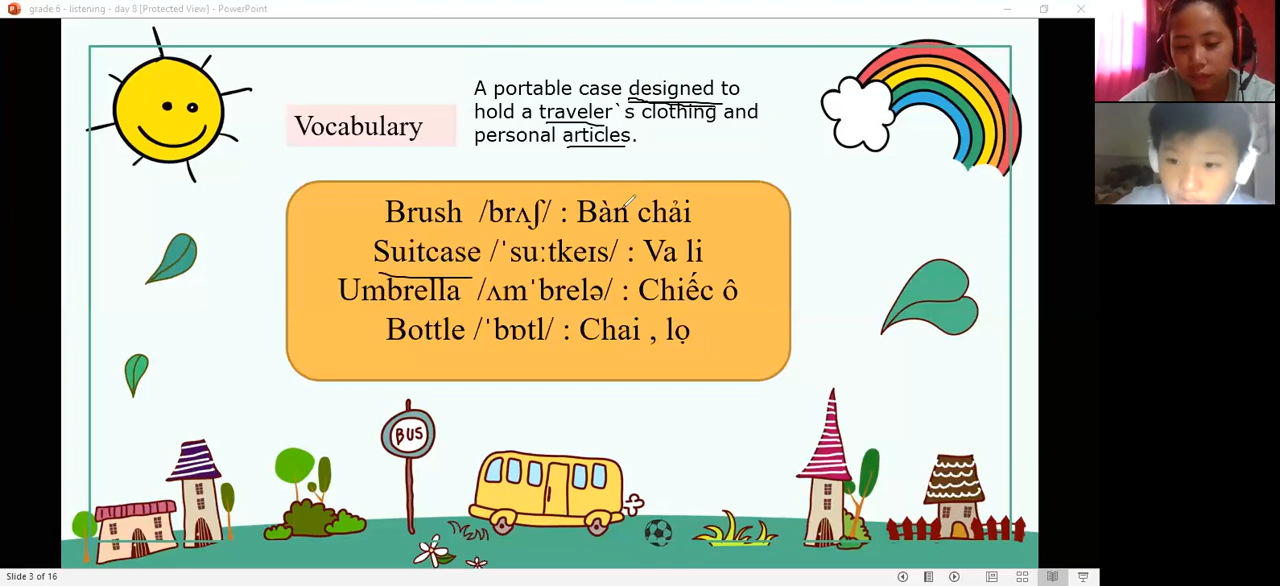 grade 6 - listening - day 8 [Protected View] - PowerPoint
A portable case designed to
hold a traveler`s clothing and
personal articles.
Vocabulary
Brush /brʌʃ/ : Bàn chải
Suitcase /ˈsuːtkeɪs/ : Va li
Umbrella /ʌmˈbrelə/ : Chiếc ô
Bottle /ˈbɒtl/ : Chai , lọ
BUS
Slide 3 of 16